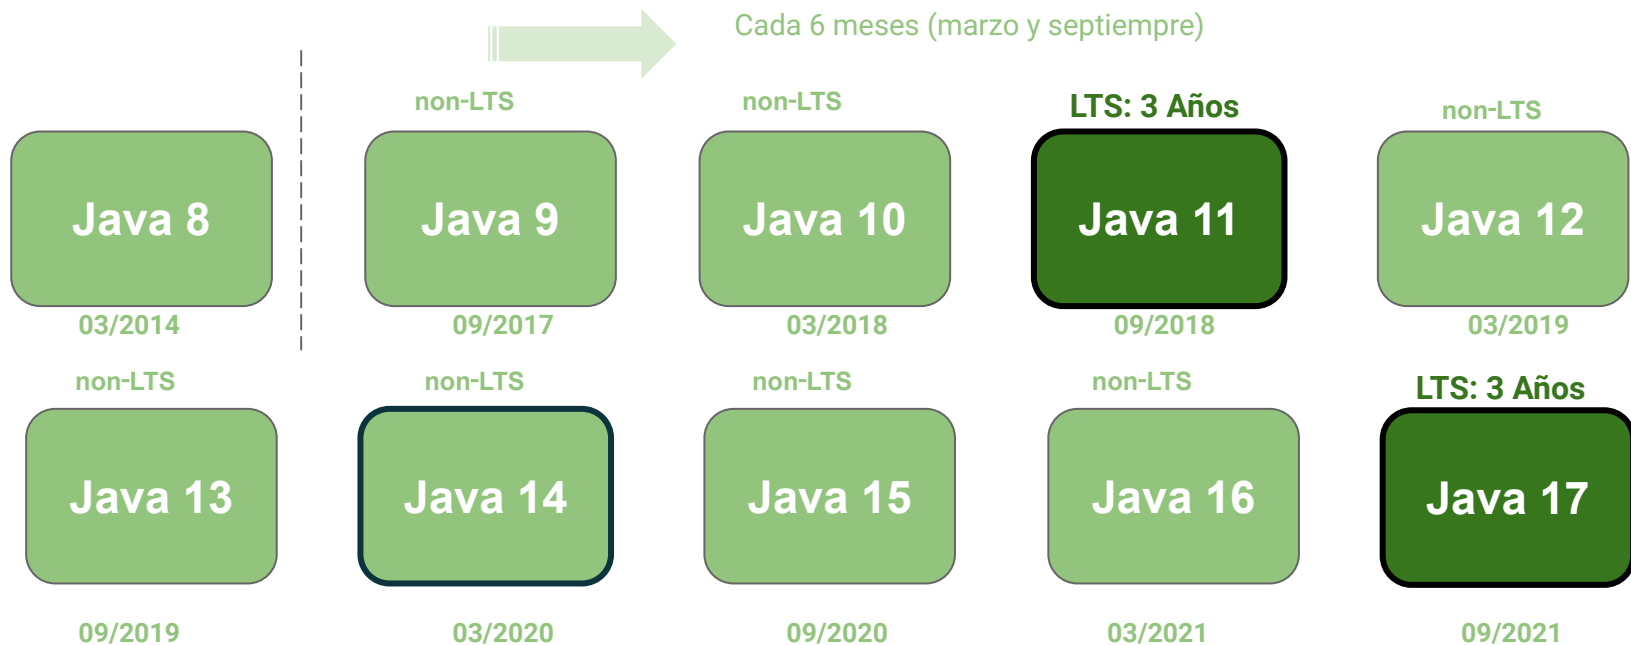 Cada 6 meses (marzo y septiembre)
non-LTS
non-LTS
LTS: 3 Años
non-LTS
Java 8
Java 9
Java 10
Java 11
Java 12
03/2014
09/2017
03/2018
09/2018
03/2019
non-LTS
non-LTS
non-LTS
non-LTS
LTS: 3 Años
Java 13
Java 14
Java 15
Java 16
Java 17
09/2019
03/2020
09/2020
03/2021
09/2021